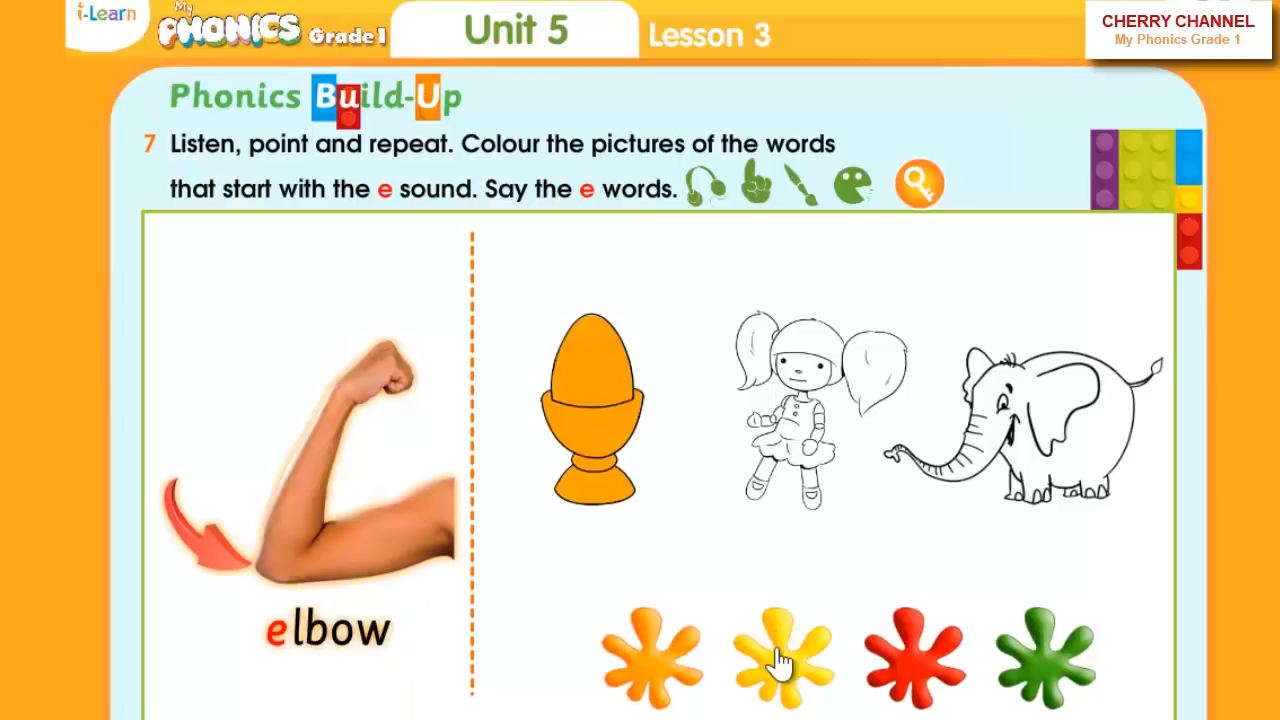 i-Learn
My
PHONICS Grade 1
Unit 5
Lesson 3
CHERRY CHANNEL
My Phonics Grade 1
Phonics Build-Up
7 Listen, point and repeat. Colour the pictures of the words
that start with the e sound. Say the e words.
elbow